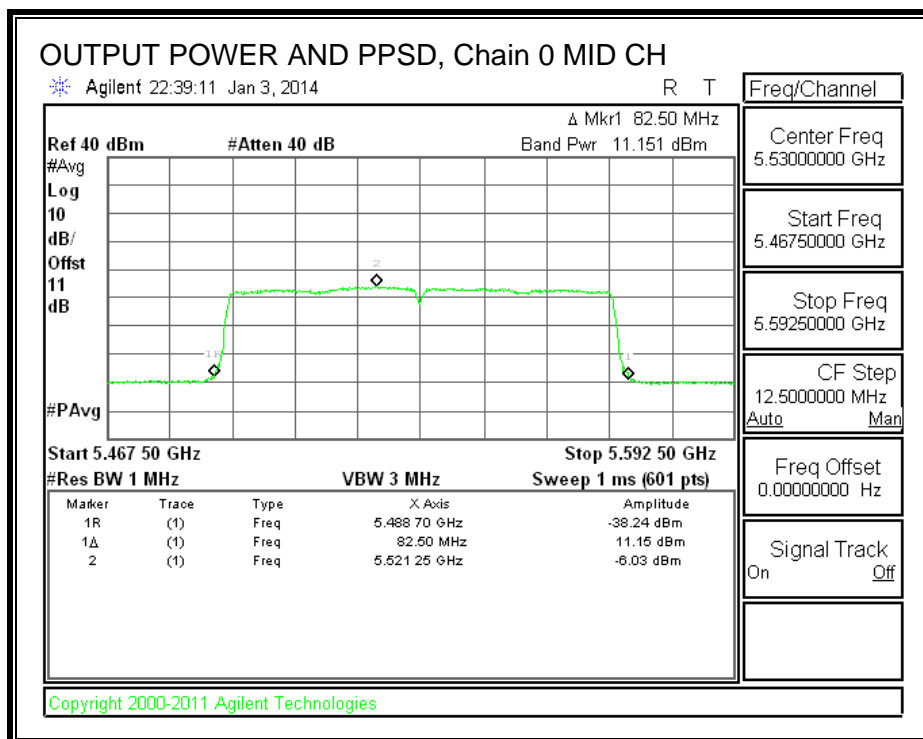 OUTPUT POWER AND PPSD, Chain 0 MID CH
Agilent 22:39:11 Jan 3, 2014 R T
Δ Mkr1 82.50 MHz
Ref 40 dBm #Atten 40 dB Band Pwr 11.151 dBm
#Avg
Log
10
dB/
Offst
11
dB
#PAvg
2
1R
1
Start 5.467 50 GHz Stop 5.592 50 GHz
#Res BW 1 MHz VBW 3 MHz Sweep 1 ms (601 pts)
Marker Trace Type X Axis Amplitude
1R (1) Freq 5.488 70 GHz -38.24 dBm
1Δ (1) Freq 82.50 MHz 11.15 dBm
2 (1) Freq 5.521 25 GHz -6.03 dBm
Freq/Channel
Center Freq
5.53000000 GHz
Start Freq
5.46750000 GHz
Stop Freq
5.59250000 GHz
CF Step
12.5000000 MHz
Auto Man
Freq Offset
0.00000000 Hz
Signal Track
On Off
Copyright 2000-2011 Agilent Technologies